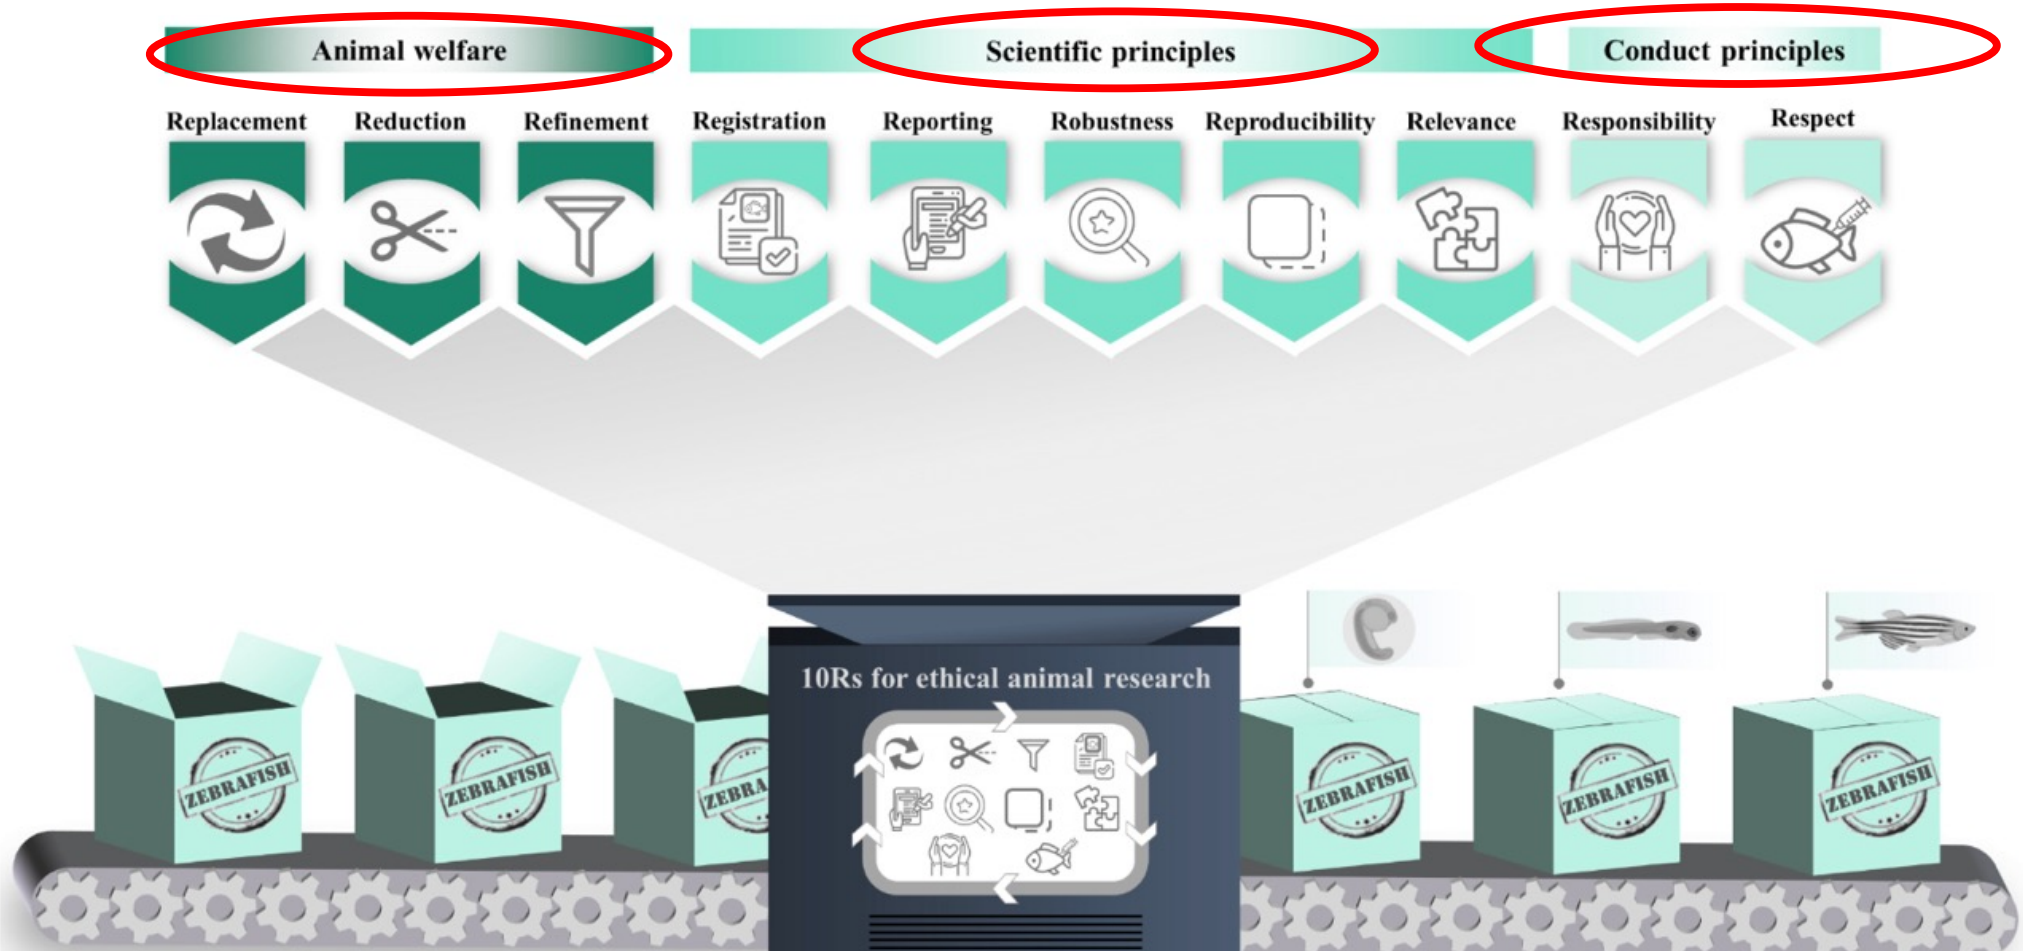 Animal welfare
Scientific principles
Conduct principles
Replacement
Reduction
Refinement
Registration
Reporting
Robustness
Reproducibility
Relevance
Responsibility
Respect
10Rs for ethical animal research
ZEBRAFISH
ZEBRAFISH
ZEBRA
ZEBRAFISH
ZEBRAFISH
ZEBRAFISH